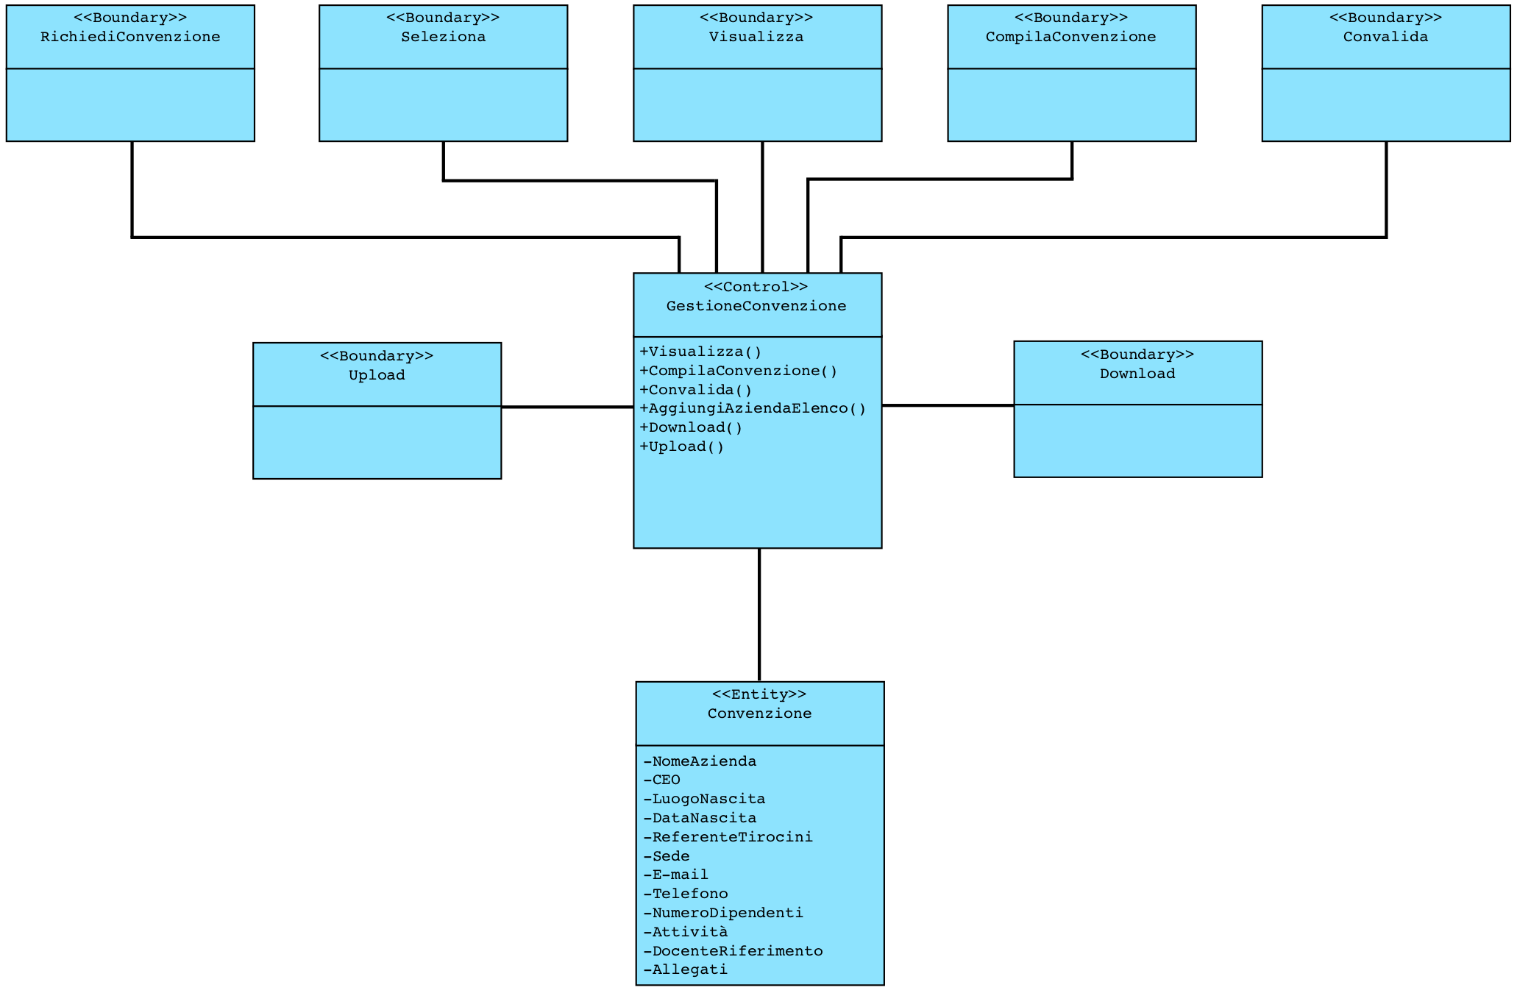 <<Boundary>>
RichiediConvenzione
<<Boundary>>
Seleziona
<<Boundary>>
Visualizza
<<Boundary>>
CompilaConvenzione
<<Boundary>>
Convalida
<<Control>>
GestioneConvenzione
+Visualizza()
+CompilaConvenzione()
+Convalida()
+AggiungiAziendaElenco()
+Download()
+Upload()
<<Boundary>>
Upload
<<Boundary>>
Download
<<Entity>>
Convenzione
-NomeAzienda
-CEO
-LuogoNascita
-DataNascita
-ReferenteTirocini
-Sede
-E-mail
-Telefono
-NumeroDipendenti
-Attività
-DocenteRiferimento
-Allegati